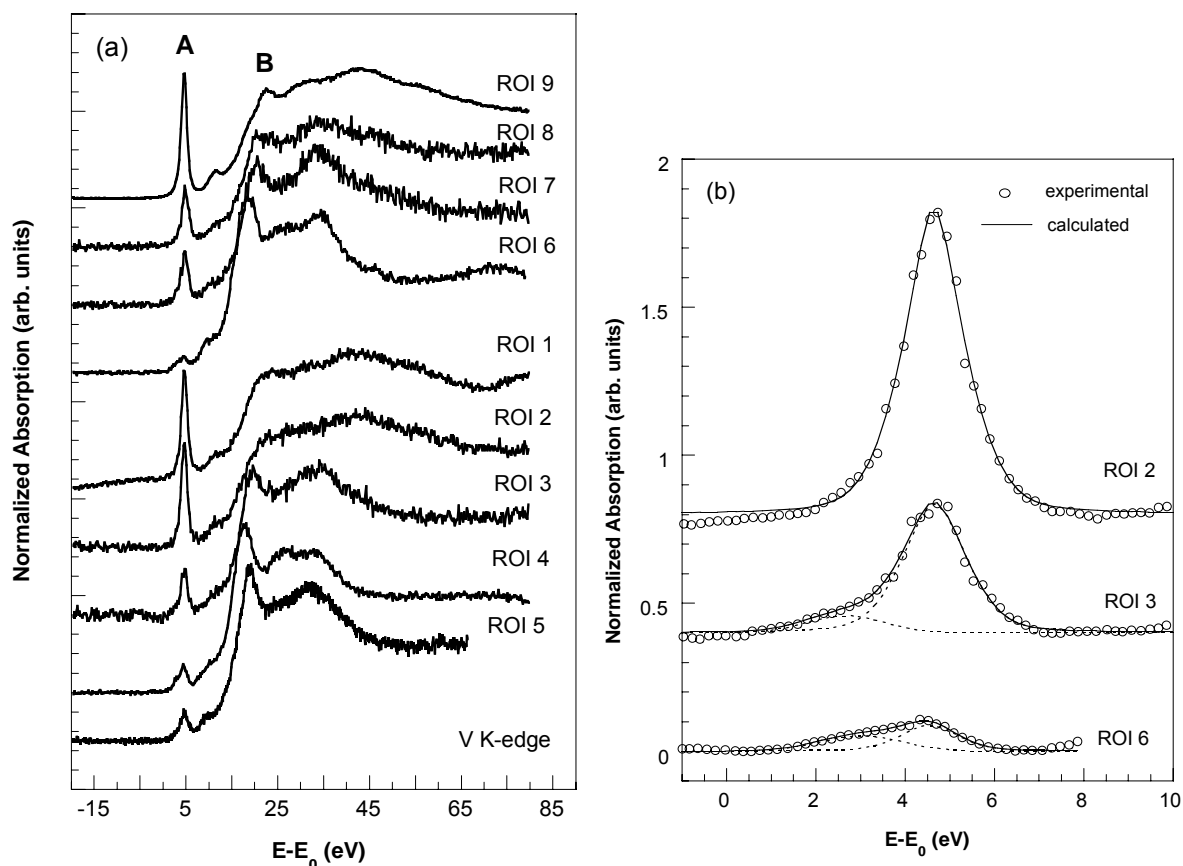 (a)
A
B
ROI 9
ROI 8
ROI 7
ROI 6
ROI 1
ROI 2
ROI 3
ROI 4
ROI 5
V K-edge
Normalized Absorption (arb. units)
-15 5 25 45 65 85
E-E0 (eV)
(b)
experimental
calculated
ROI 2
ROI 3
ROI 6
2
1.5
1
0.5
0
Normalized Absorption (arb. units)
0 2 4 6 8 10
E-E0 (eV)